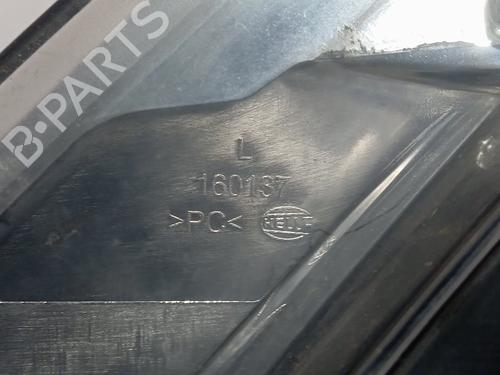 B-PARTS
L
160137
>PC<
HELLA